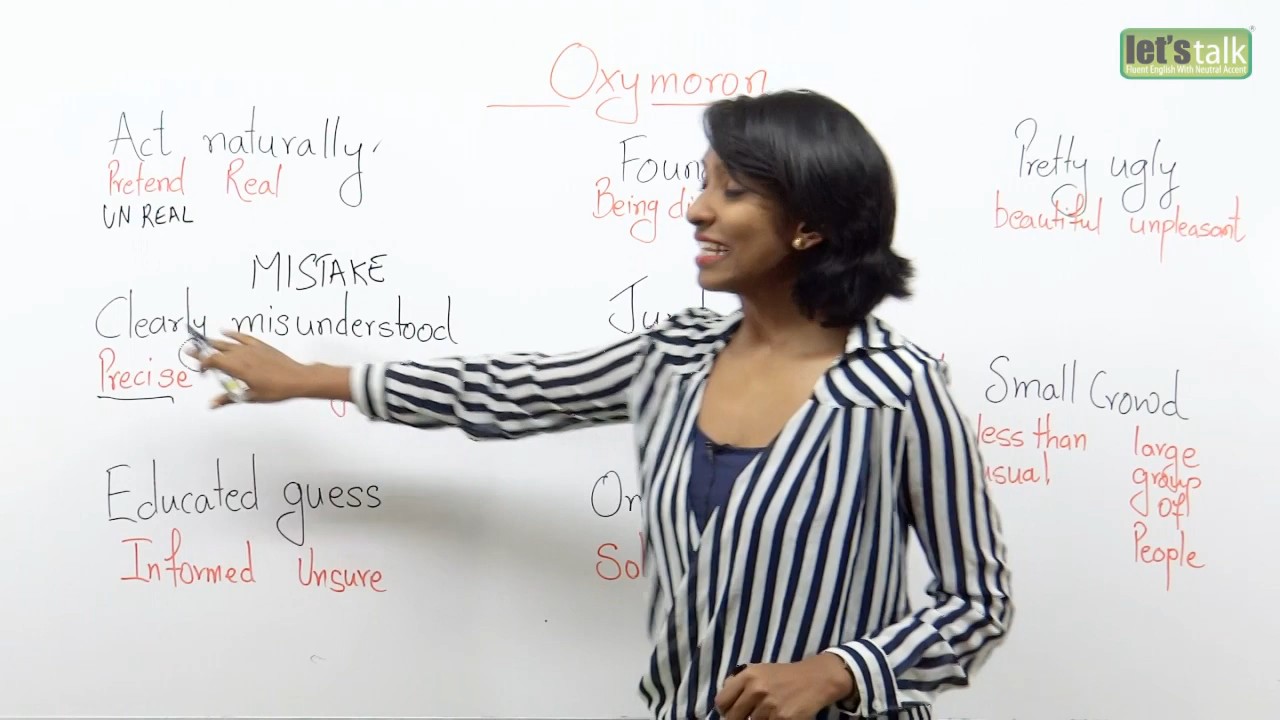 let's talk
Fluent English With Neutral Accent
Oxymoron
Act naturally
Pretend Real
UN REAL
MISTAKE
Clearly misunderstood
Precise
Educated guess
Informed Unsure
Being
Pretty ugly
beautiful unpleasant
Small Crowd
less than
usual
large
group
of
People